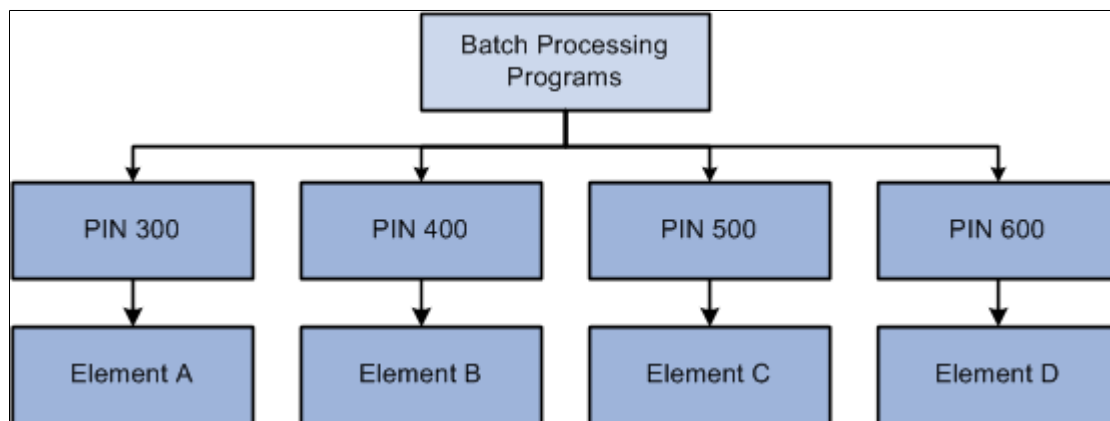 Batch Processing
Programs
PIN 300
PIN 400
PIN 500
PIN 600
Element A
Element B
Element C
Element D